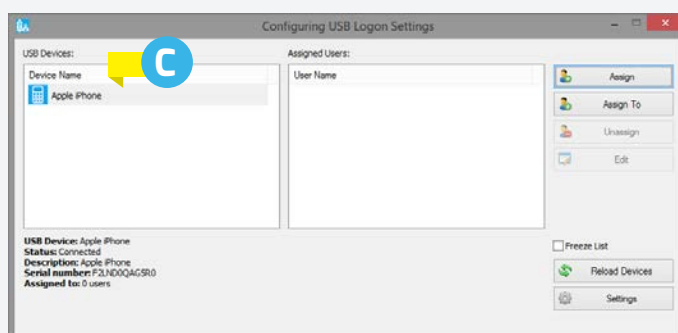 Configuring USB Logon Settings
USB Devices:
Assigned Users:
C
Device Name
User Name
Apple iPhone
Assign
Assign To
Unassign
Edit
USB Device: Apple iPhone
Status: Connected
Description: Apple iPhone
Serial number: F2LND0QAG5R0
Assigned to: 0 users
Freeze List
Reload Devices
Settings